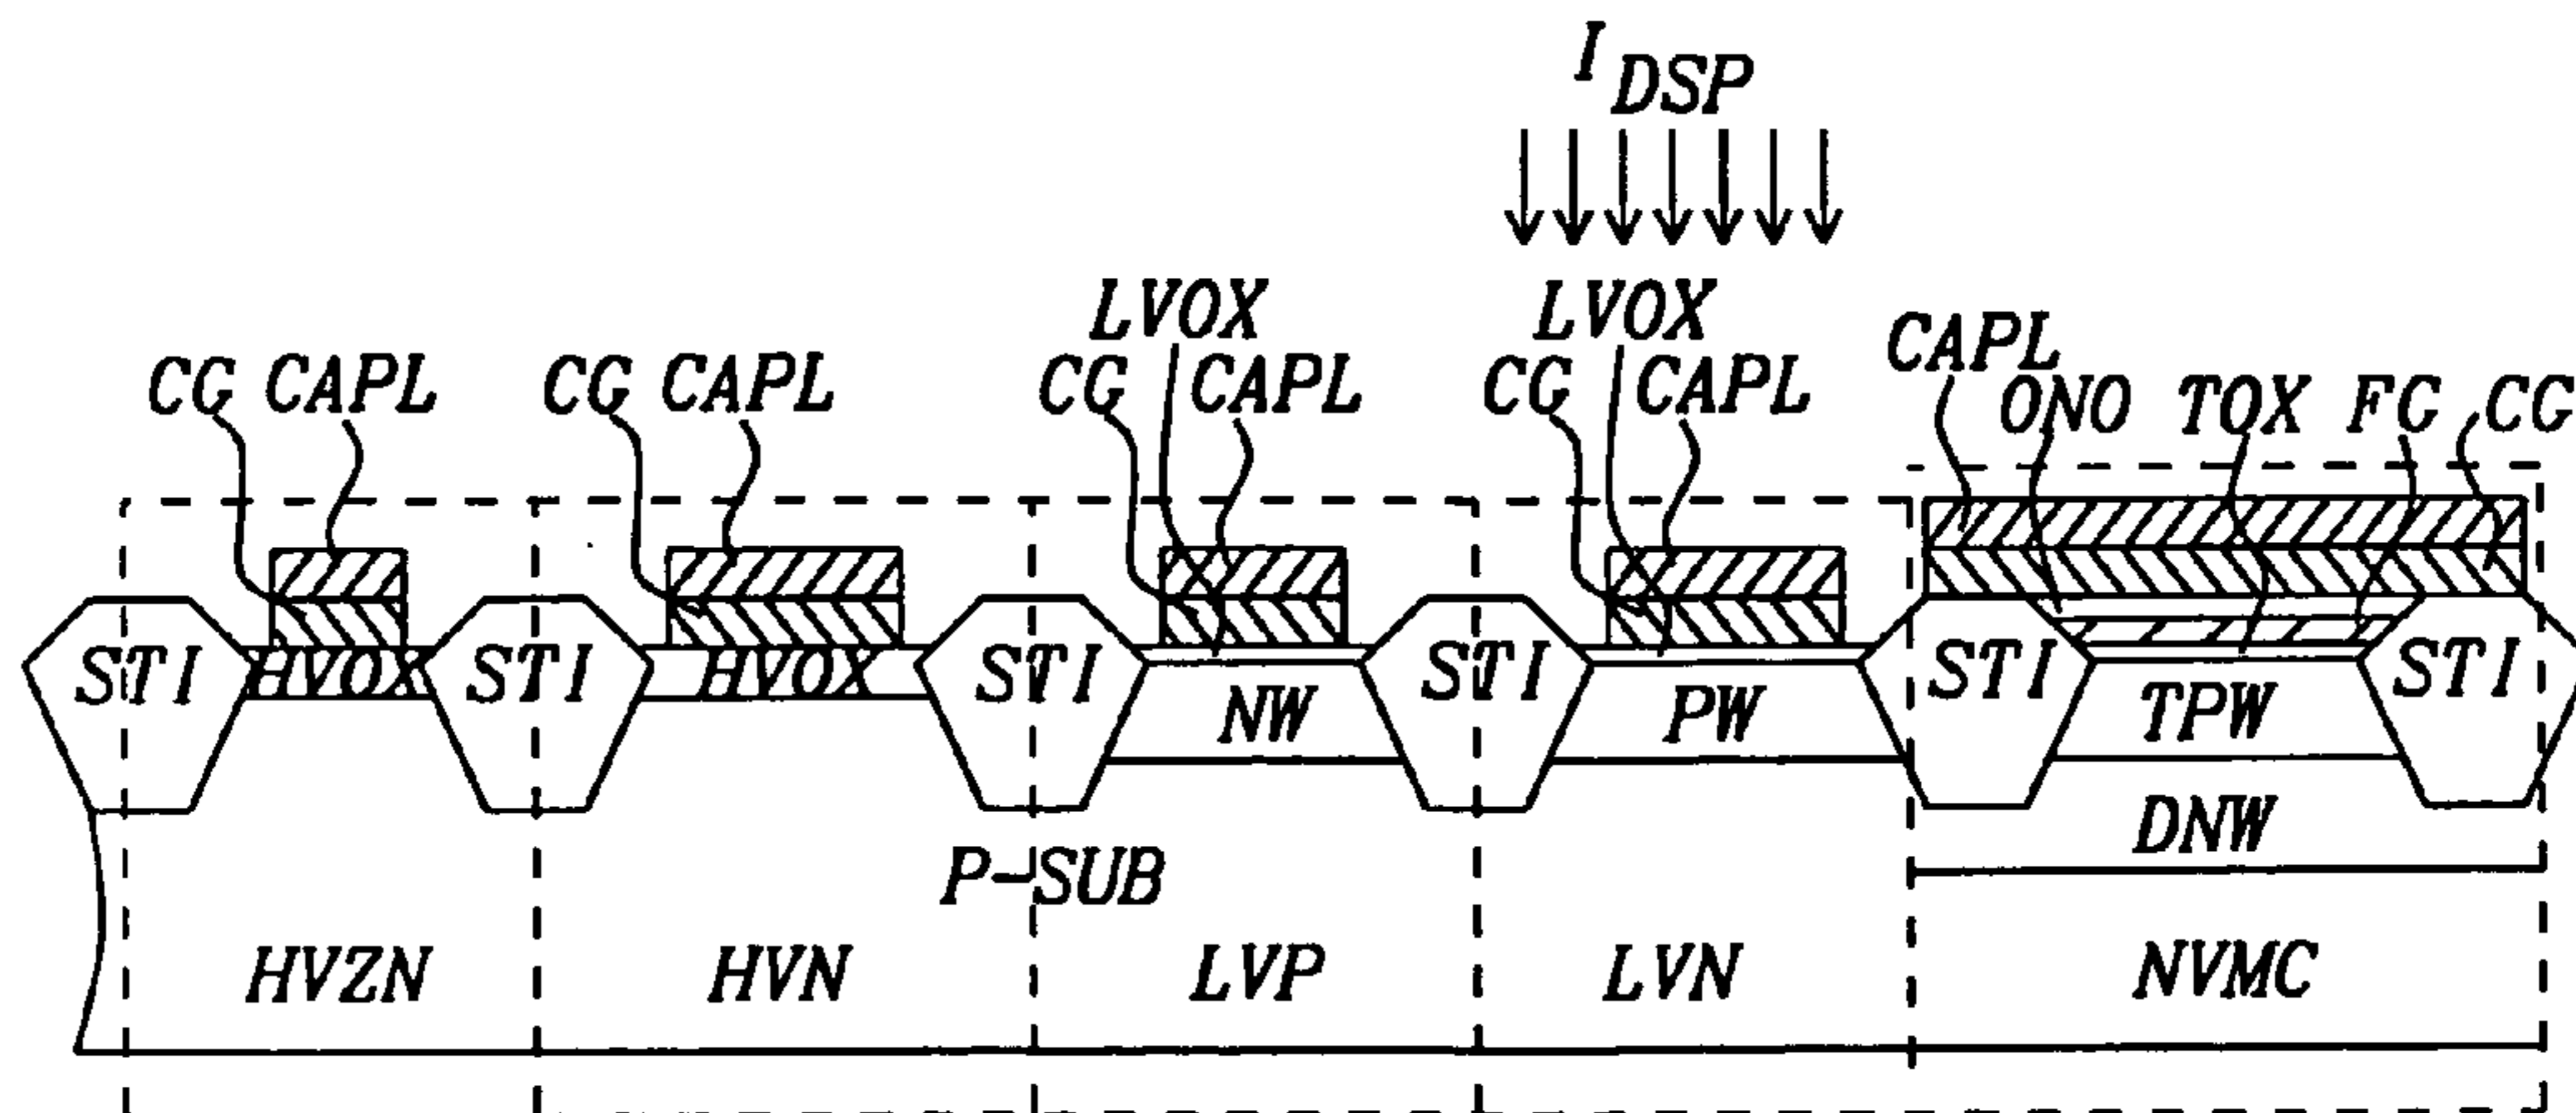 I DSP
LVOX LVOX
CG CAPL CG CAPL CG CAPL CG CAPL CAPL ONO TOX FG CG
STI HVOX STI HVOX STI NW STI PW STI TPW STI
DNW
P-SUB
HVZN HVN LVP LVN NVMC